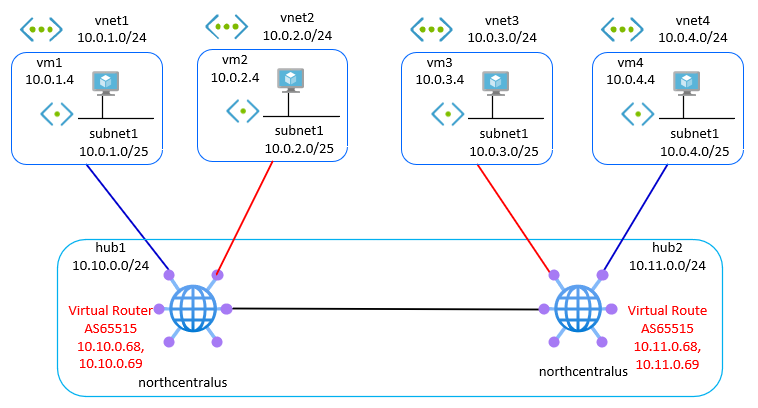 vnet1
10.0.1.0/24
vnet2
10.0.2.0/24
vnet3
10.0.3.0/24
vnet4
10.0.4.0/24
vm1
10.0.1.4
subnet1
10.0.1.0/25
vm2
10.0.2.4
subnet1
10.0.2.0/25
vm3
10.0.3.4
subnet1
10.0.3.0/25
vm4
10.0.4.4
subnet1
10.0.4.0/25
hub1
10.10.0.0/24
Virtual Router
AS65515
10.10.0.68,
10.10.0.69
northcentralus
hub2
10.11.0.0/24
Virtual Route
AS65515
10.11.0.68,
10.11.0.69
northcentralus